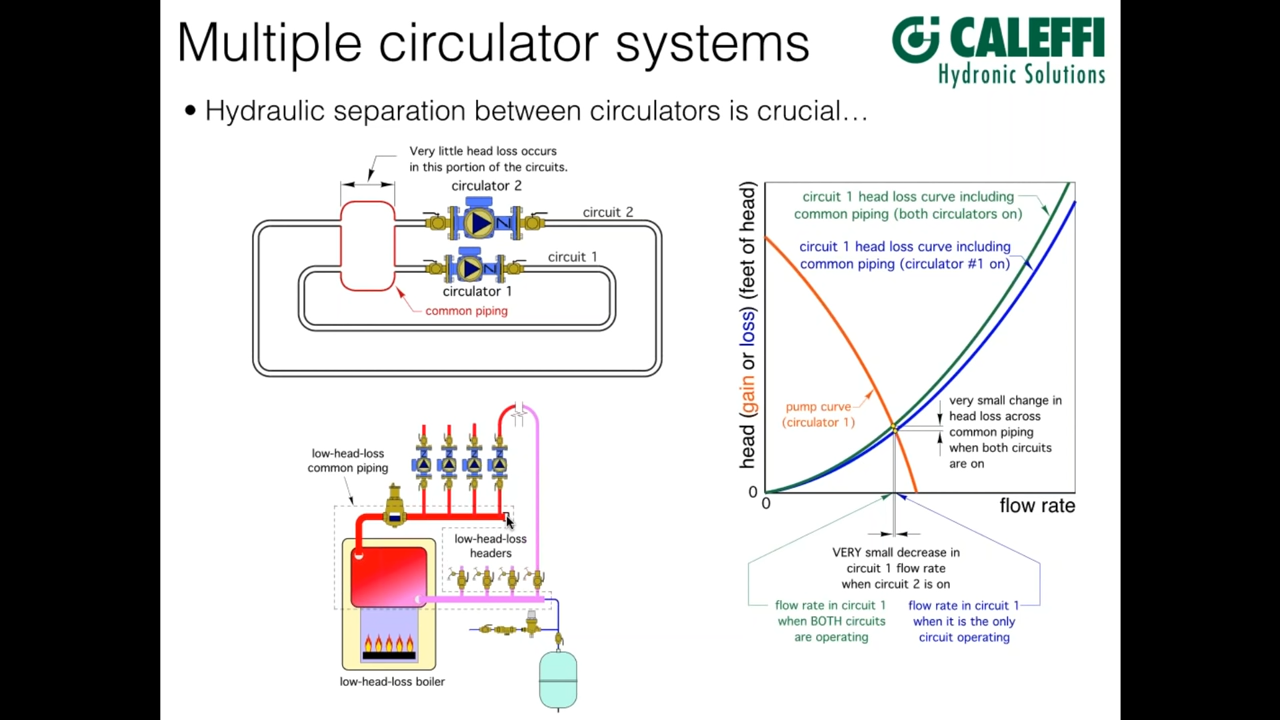 Multiple circulator systems
CALEFFI
Hydronic Solutions
• Hydraulic separation between circulators is crucial…
Very little head loss occurs
in this portion of the circuits.
circulator 2
circuit 2
circuit 1
circulator 1
common piping
low-head-loss
common piping
low-head-loss
headers
low-head-loss boiler
head (gain or loss) (feet of head)
circuit 1 head loss curve including
common piping (both circulators on)
circuit 1 head loss curve including
common piping (circulator #1 on)
pump curve
(circulator 1)
very small change in
head loss across
common piping
when both circuits
are on
0
0
flow rate
VERY small decrease in
circuit 1 flow rate
when circuit 2 is on
flow rate in circuit 1
when BOTH circuits
are operating
flow rate in circuit 1
when it is the only
circuit operating